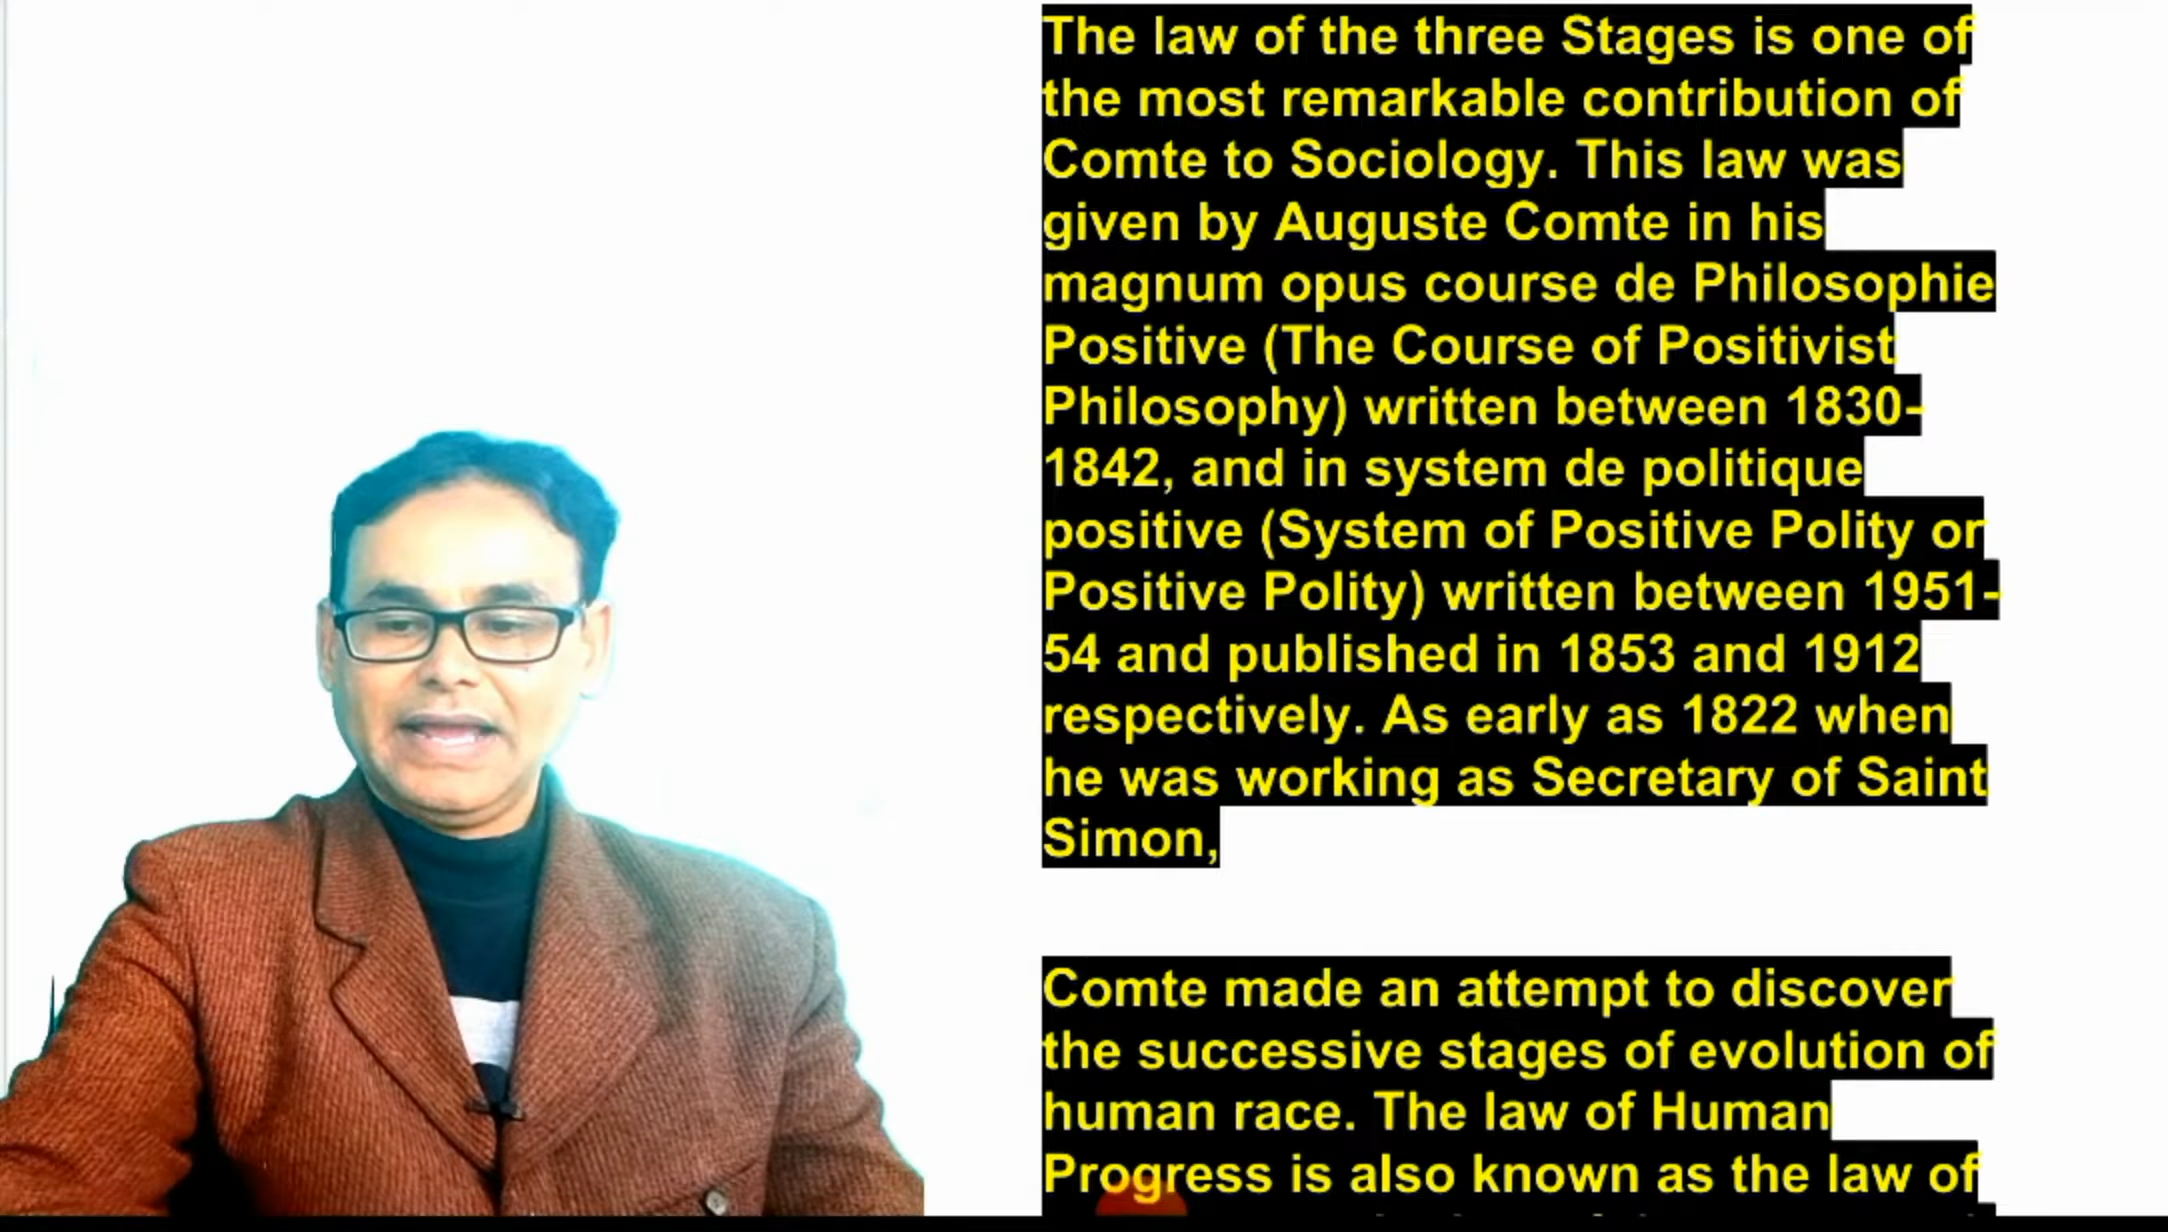 The law of the three Stages is one of
the most remarkable contribution of
Comte to Sociology. This law was
given by Auguste Comte in his
magnum opus course de Philosophie
Positive (The Course of Positivist
Philosophy) written between 1830-
1842, and in system de politique
positive (System of Positive Polity or
Positive Polity) written between 1951-
54 and published in 1853 and 1912
respectively. As early as 1822 when
he was working as Secretary of Saint
Simon,
Comte made an attempt to discover
the successive stages of evolution of
human race. The law of Human
Progress is also known as the law of